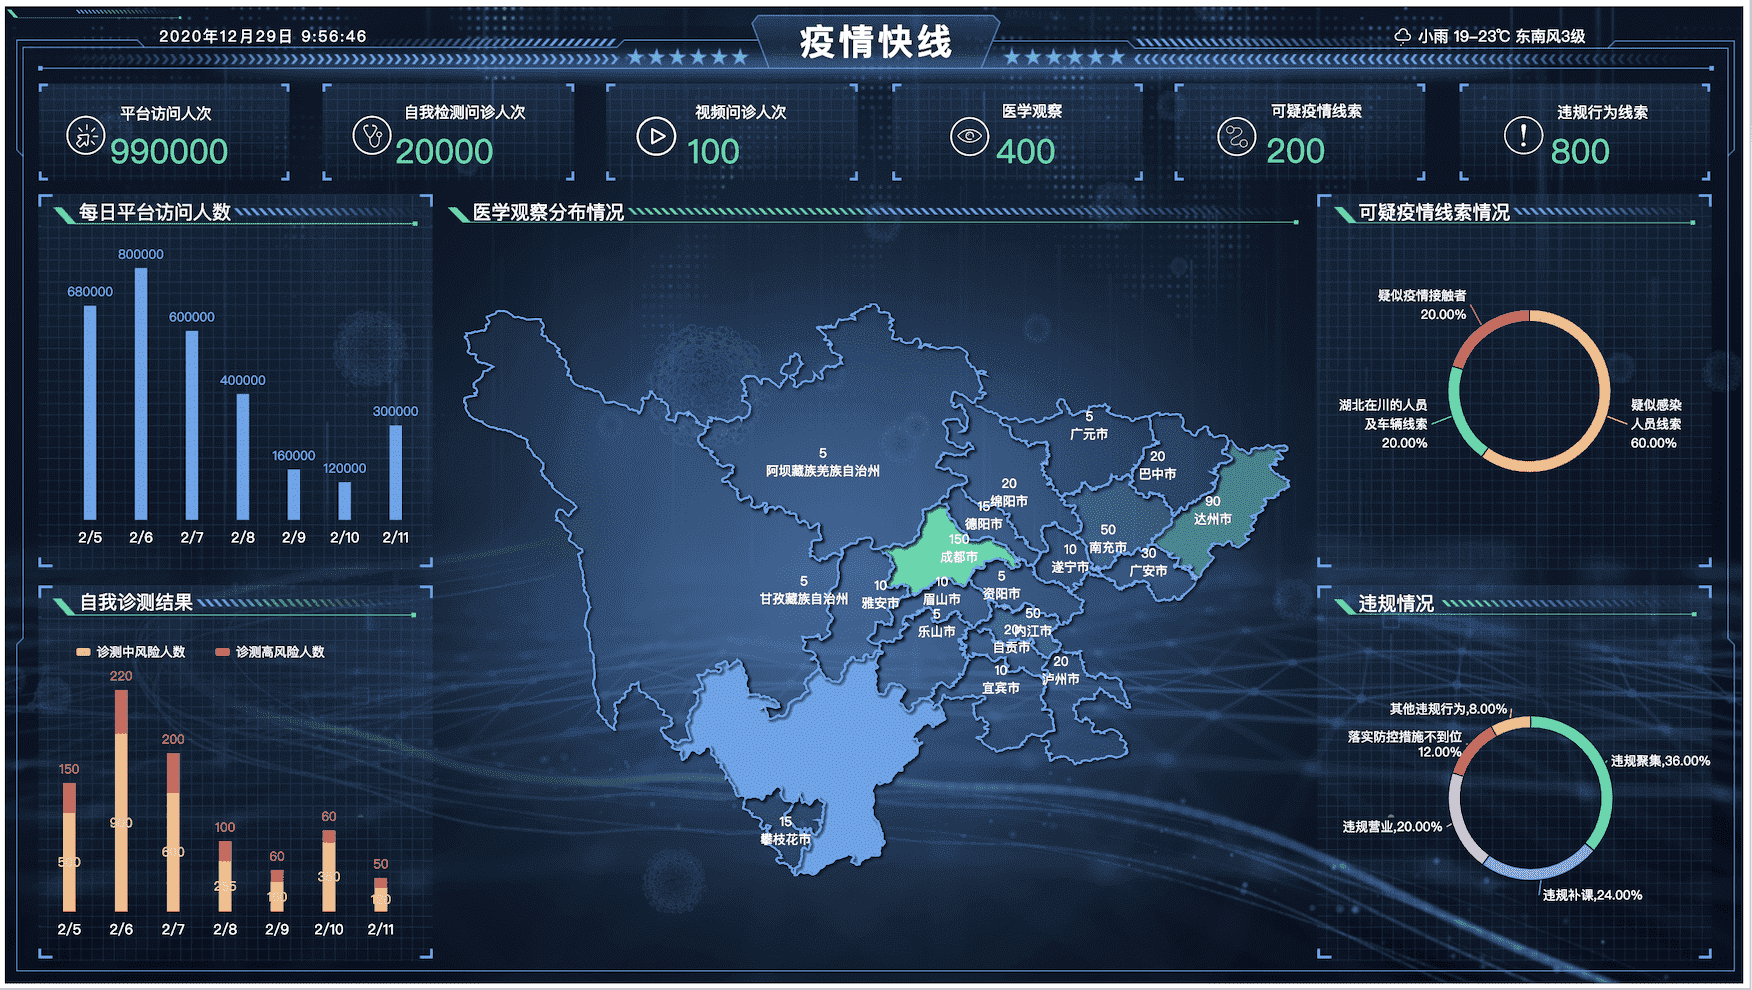 2020年12月29日 9:56:46
疫情快线
小雨 19-23℃ 东南风3级
平台访问人次
990000
自我检测问诊人次
20000
视频问诊人次
100
医学观察
400
可疑疫情线索
200
违规行为线索
800
每日平台访问人数
800000
680000
600000
400000
300000
160000
120000
2/5 2/6 2/7 2/8 2/9 2/10 2/11
自我诊测结果
诊测中风险人数 诊测高风险人数
220
200
150
100
60
60
50
900
600
2/5 2/6 2/7 2/8 2/9 2/10 2/11
医学观察分布情况
5
广元市
5
阿坝藏族羌族自治州
20
巴中市
20
绵阳市
15
德阳市
90
达州市
50
南充市
150
成都市
10
遂宁市
30
广安市
5
甘孜藏族自治州
10
雅安市
10
眉山市
5
资阳市
5
乐山市
50
内江市
20
自贡市
10
宜宾市
20
泸州市
15
攀枝花市
可疑疫情线索情况
疑似疫情接触者
20.00%
湖北在川的人员
及车辆线索
20.00%
疑似感染
人员线索
60.00%
违规情况
其他违规行为,8.00%
落实防控措施不到位
12.00%
违规聚集,36.00%
违规营业,20.00%
违规补课,24.00%